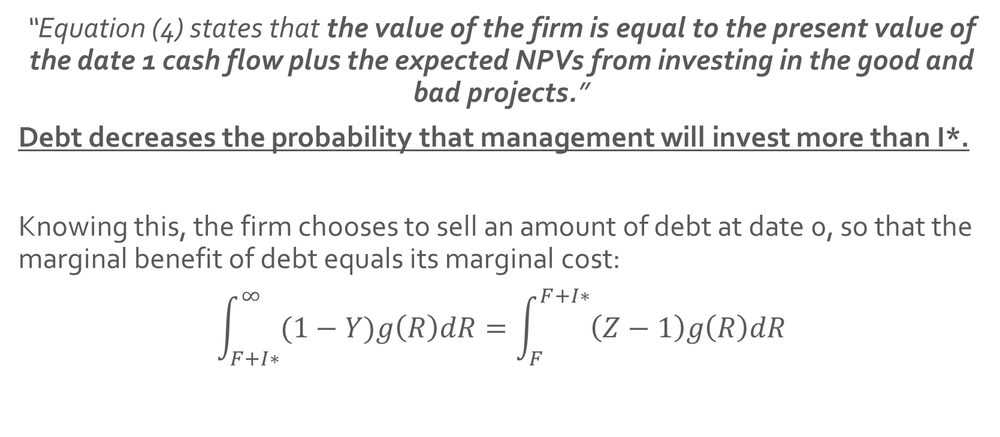 “Equation (4) states that the value of the firm is equal to the present value of
the date 1 cash flow plus the expected NPVs from investing in the good and
bad projects.”
Debt decreases the probability that management will invest more than I*.
Knowing this, the firm chooses to sell an amount of debt at date 0, so that the
marginal benefit of debt equals its marginal cost:
∫_{F+I*}^{∞} (1 − Y)g(R)dR = ∫_{F}^{F+I*} (Z − 1)g(R)dR